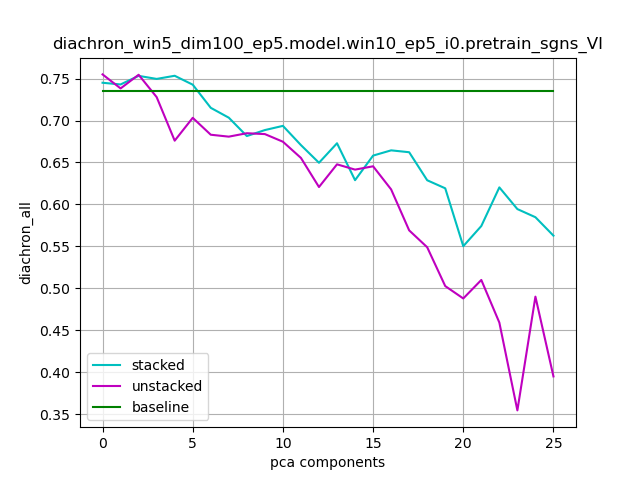 diachron_win5_dim100_ep5.model.win10_ep5_i0.pretrain_sgns_VI
0.75
0.70
0.65
0.60
0.55
0.50
0.45
0.40
0.35
diachron_all
stacked
unstacked
baseline
0 5 10 15 20 25
pca components